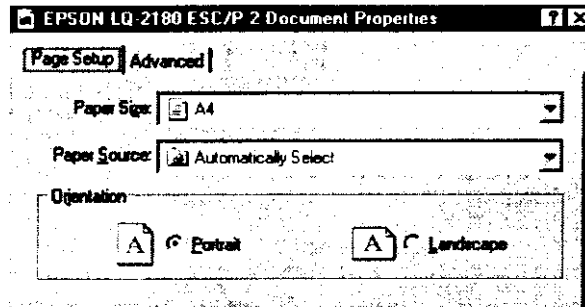 EPSON LQ-2180 ESC/P 2 Document Properties
Page Setup Advanced
Paper Size: A4
Paper Source: Automatically Select
Orientation
A Portrait A Landscape